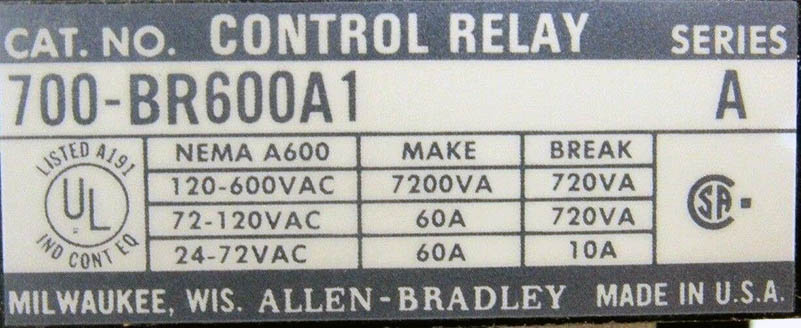 CAT. NO. CONTROL RELAY SERIES
700-BR600A1 A
LISTED A191
UL
IND CONT EQ
NEMA A600 MAKE BREAK
120-600VAC 7200VA 720VA
72-120VAC 60A 720VA
24-72VAC 60A 10A
SA
MILWAUKEE, WIS. ALLEN-BRADLEY MADE IN U.S.A.